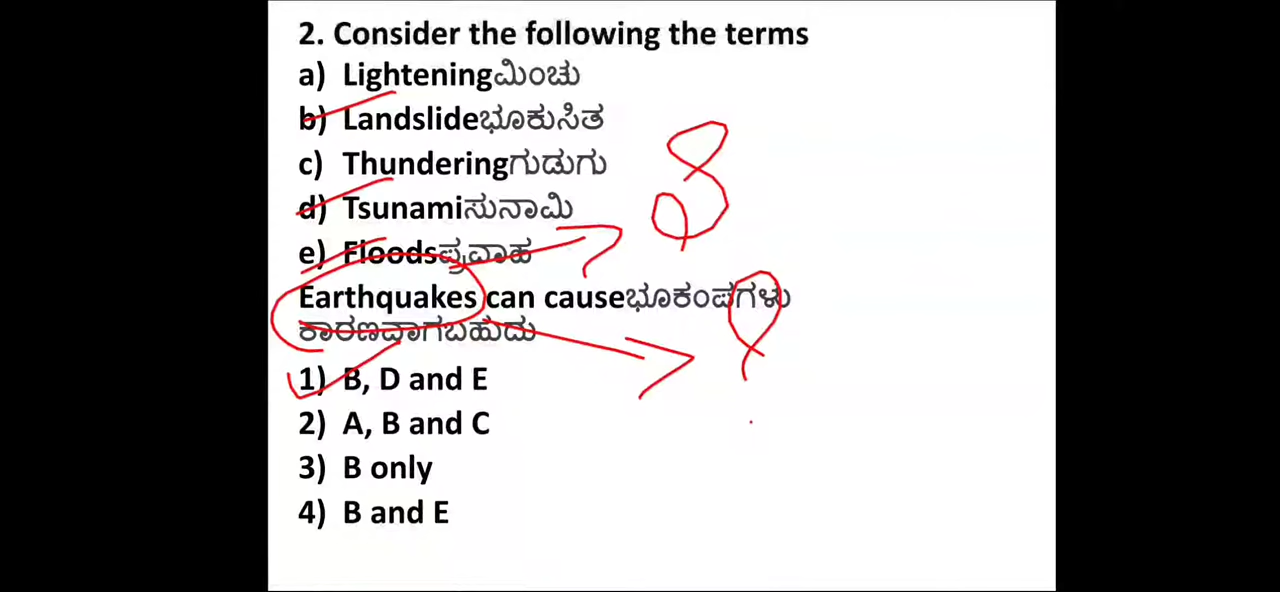 2. Consider the following the terms
a) Lighteningಮಿಂಚು
b) Landslideಭೂಕುಸಿತ
c) Thunderingಗುಡುಗು
d) Tsunamiಸುನಾಮಿ
e) Floodsಪ್ರವಾಹ
Earthquakes can causeಭೂಕಂಪಗಳು
ಕಾರಣವಾಗಬಹುದು
1) B, D and E
2) A, B and C
3) B only
4) B and E